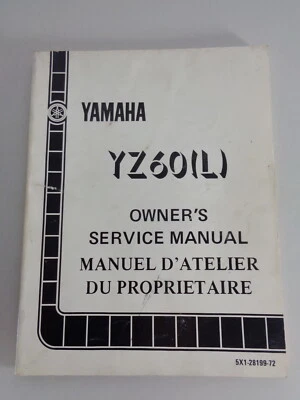 YAMAHA
YZ60(L)
OWNER'S
SERVICE MANUAL
MANUEL D'ATELIER
DU PROPRIETAIRE
5X1-28199-72